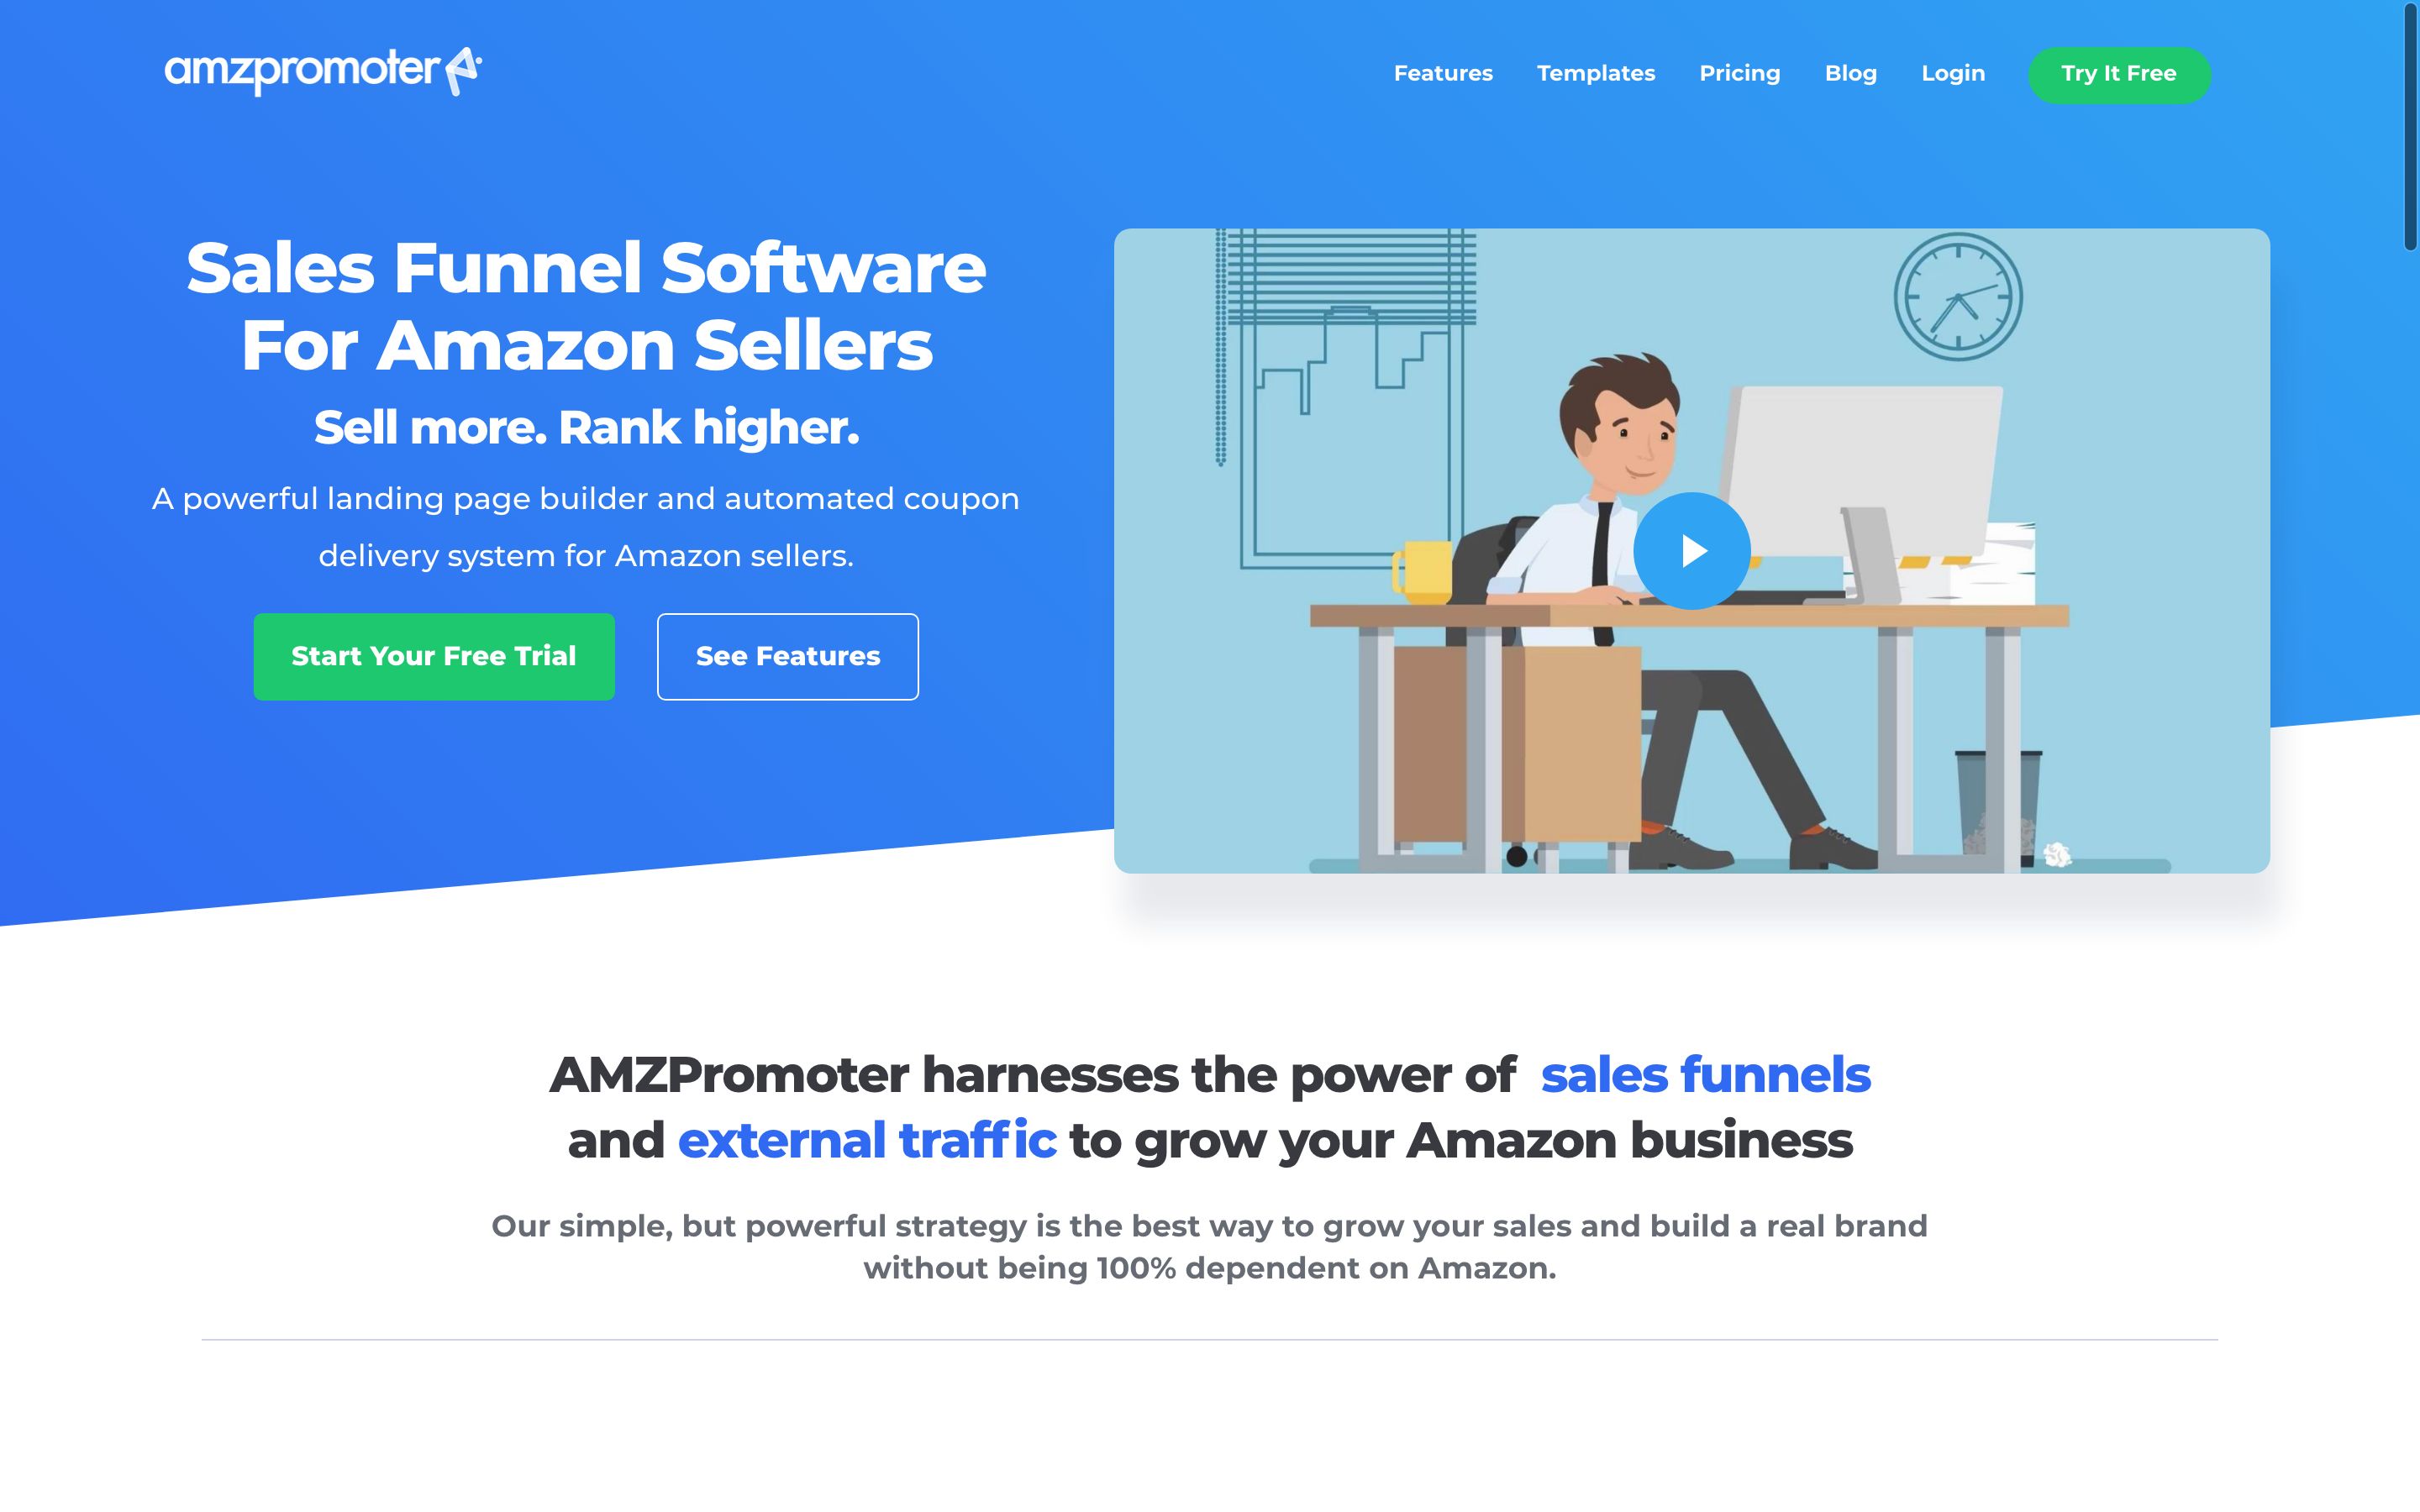 amzpromoter
Features
Templates
Pricing
Blog
Login
Try It Free
Sales Funnel Software
For Amazon Sellers
Sell more. Rank higher.
A powerful landing page builder and automated coupon
delivery system for Amazon sellers.
Start Your Free Trial
See Features
AMZPromoter harnesses the power of sales funnels
and external traffic to grow your Amazon business
Our simple, but powerful strategy is the best way to grow your sales and build a real brand
without being 100% dependent on Amazon.